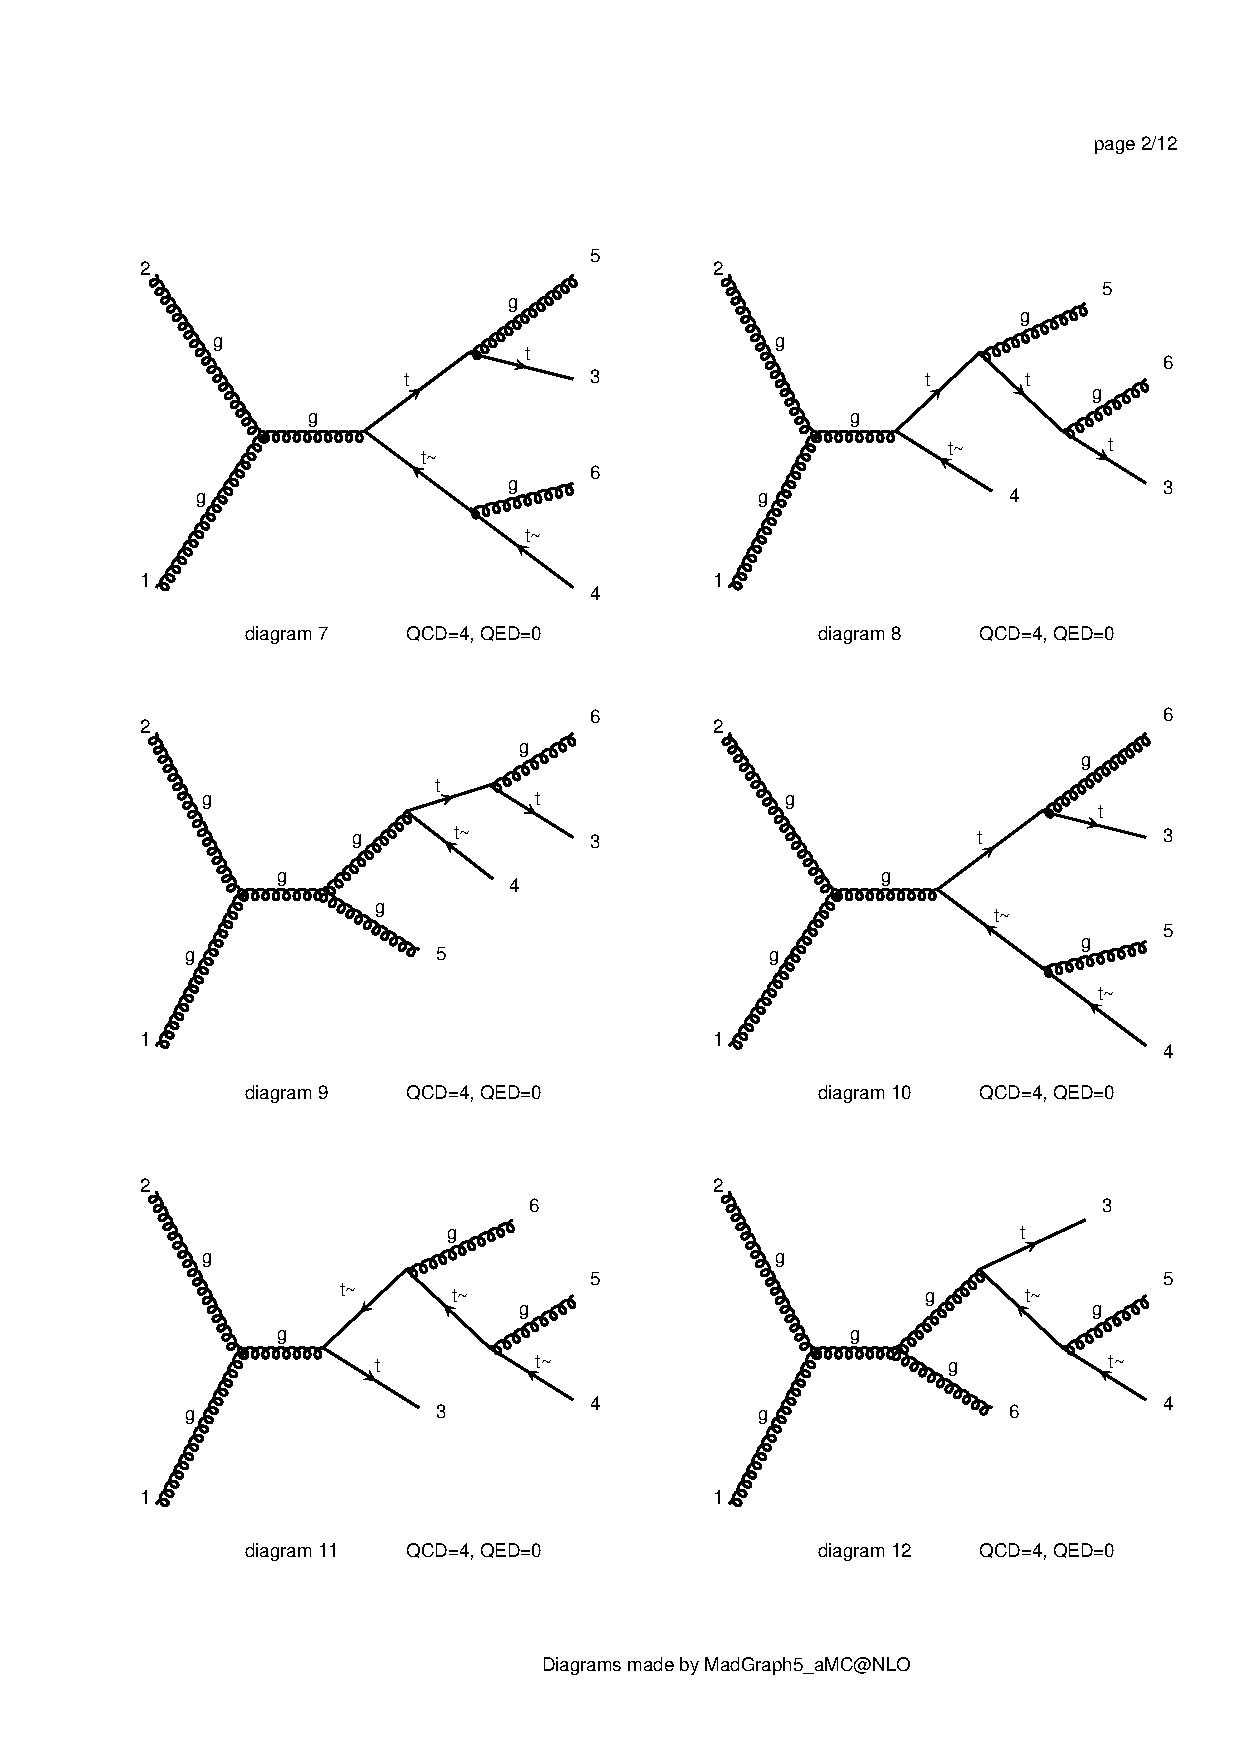 page 2/12
2
g
g
1
g
t
g
5
t
3
t~
g
6
t~
4
diagram 7 QCD=4, QED=0
2
g
g
1
g
t
g
5
t
g
6
t
3
t~
4
diagram 8 QCD=4, QED=0
2
g
g
1
g
g
t
g
6
t
3
t~
4
g
5
diagram 9 QCD=4, QED=0
2
g
g
1
g
t
g
6
t
3
t~
g
5
t~
4
diagram 10 QCD=4, QED=0
2
g
g
1
g
t~
g
6
t~
g
5
t~
4
t
3
diagram 11 QCD=4, QED=0
2
g
g
1
g
g
t
3
t~
g
5
t~
4
g
6
diagram 12 QCD=4, QED=0
Diagrams made by MadGraph5_aMC@NLO